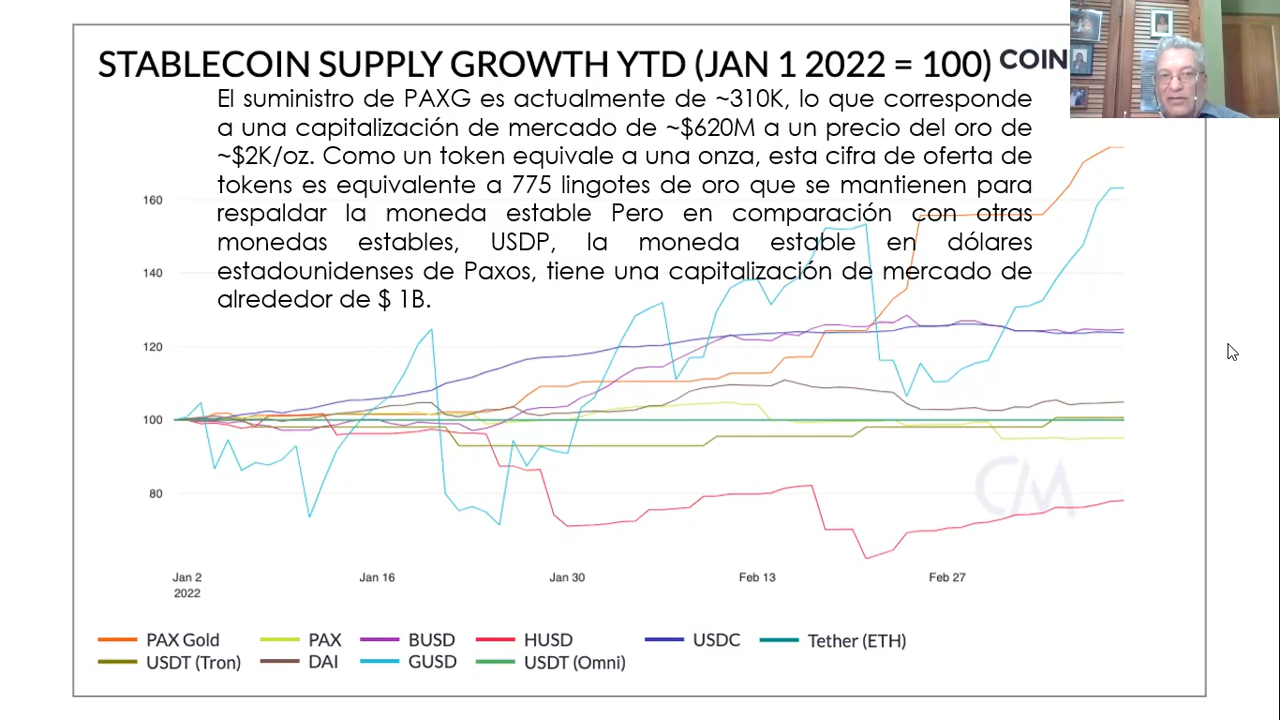 STABLECOIN SUPPLY GROWTH YTD (JAN 1 2022 = 100) COIN
El suministro de PAXG es actualmente de ~310K, lo que corresponde
a una capitalización de mercado de ~$620M a un precio del oro de
~$2K/oz. Como un token equivale a una onza, esta cifra de oferta de
tokens es equivalente a 775 lingotes de oro que se mantienen para
respaldar la moneda estable Pero en comparación con otras
monedas estables, USDP, la moneda estable en dólares
estadounidenses de Paxos, tiene una capitalización de mercado de
alrededor de $ 1B.
160
140
120
100
80
Jan 2 Jan 16 Jan 30 Feb 13 Feb 27
2022
CM
PAX Gold PAX BUSD HUSD USDC Tether (ETH)
USDT (Tron) DAI GUSD USDT (Omni)